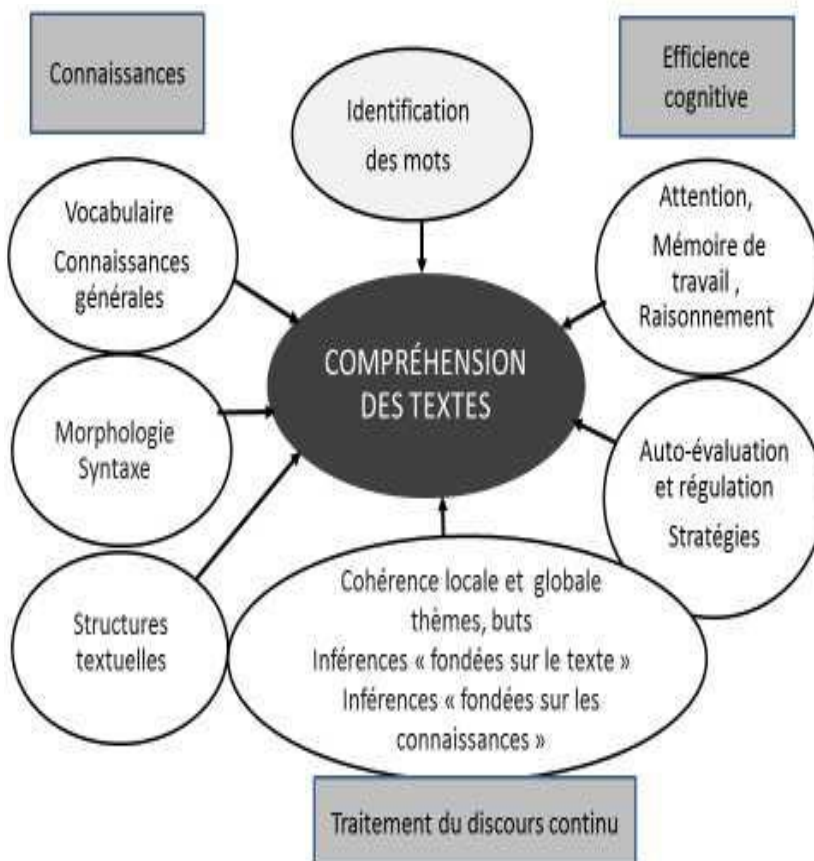 Connaissances
Identification
des mots
Efficience
cognitive
Vocabulaire
Connaissances
générales
Attention,
Mémoire de
travail ,
Raisonnement
COMPRÉHENSION
DES TEXTES
Morphologie
Syntaxe
Auto-évaluation
et régulation
Stratégies
Structures
textuelles
Cohérence locale et globale
thèmes, buts
Inférences « fondées sur le texte »
Inférences « fondées sur les
connaissances »
Traitement du discours continu